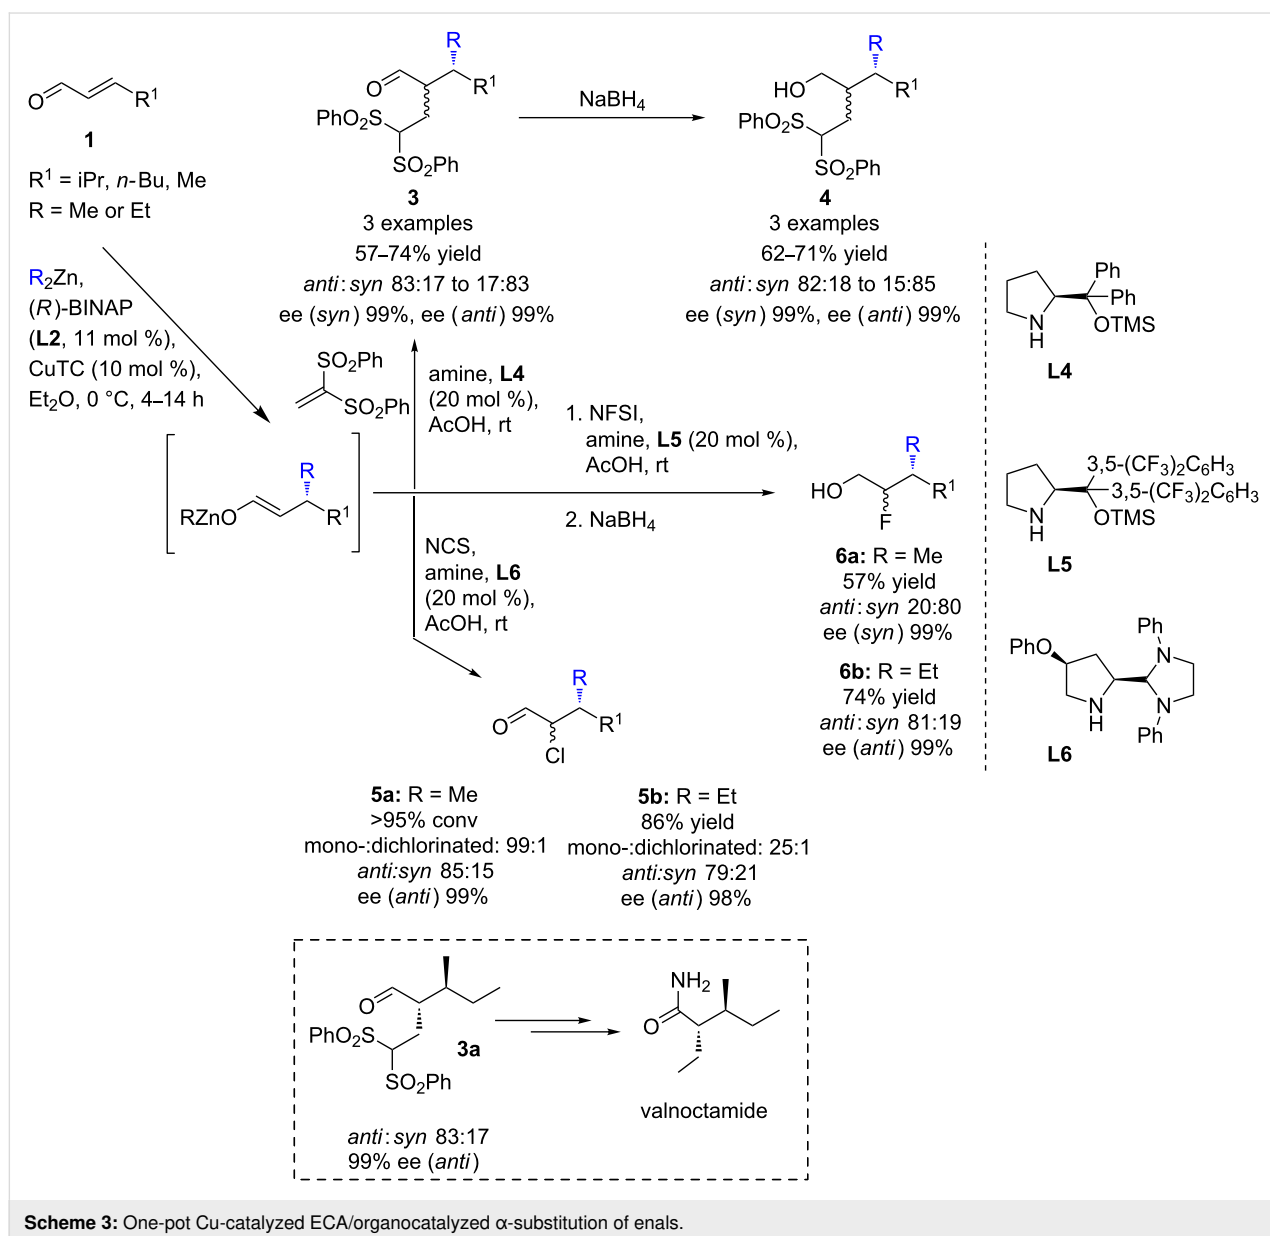 O
R1
1
R1 = iPr, n-Bu, Me
R = Me or Et
R2Zn,
(R)-BINAP
(L2, 11 mol %),
CuTC (10 mol %),
Et2O, 0 °C, 4–14 h
R
O
R1
PhO2S
SO2Ph
3
3 examples
57–74% yield
anti:syn 83:17 to 17:83
ee (syn) 99%, ee (anti) 99%
NaBH4
R
HO
R1
PhO2S
SO2Ph
4
3 examples
62–71% yield
anti:syn 82:18 to 15:85
ee (syn) 99%, ee (anti) 99%
SO2Ph
SO2Ph
amine, L4
(20 mol %),
AcOH, rt
R
RZnO
R1
1. NFSI,
amine, L5 (20 mol %),
AcOH, rt
2. NaBH4
R
HO
R1
F
6a: R = Me
57% yield
anti:syn 20:80
ee (syn) 99%
6b: R = Et
74% yield
anti:syn 81:19
ee (anti) 99%
NCS,
amine, L6
(20 mol %),
AcOH, rt
R
O
R1
Cl
5a: R = Me
>95% conv
mono-:dichlorinated: 99:1
anti:syn 85:15
ee (anti) 99%
5b: R = Et
86% yield
mono-:dichlorinated: 25:1
anti:syn 79:21
ee (anti) 98%
Ph
Ph
N
H
OTMS
L4
3,5-(CF3)2C6H3
3,5-(CF3)2C6H3
N
H
OTMS
L5
Ph
PhO
N
N
H
N
Ph
L6
O
PhO2S
3a
SO2Ph
anti:syn 83:17
99% ee (anti)
NH2
O
valnoctamide
Scheme 3: One-pot Cu-catalyzed ECA/organocatalyzed α-substitution of enals.